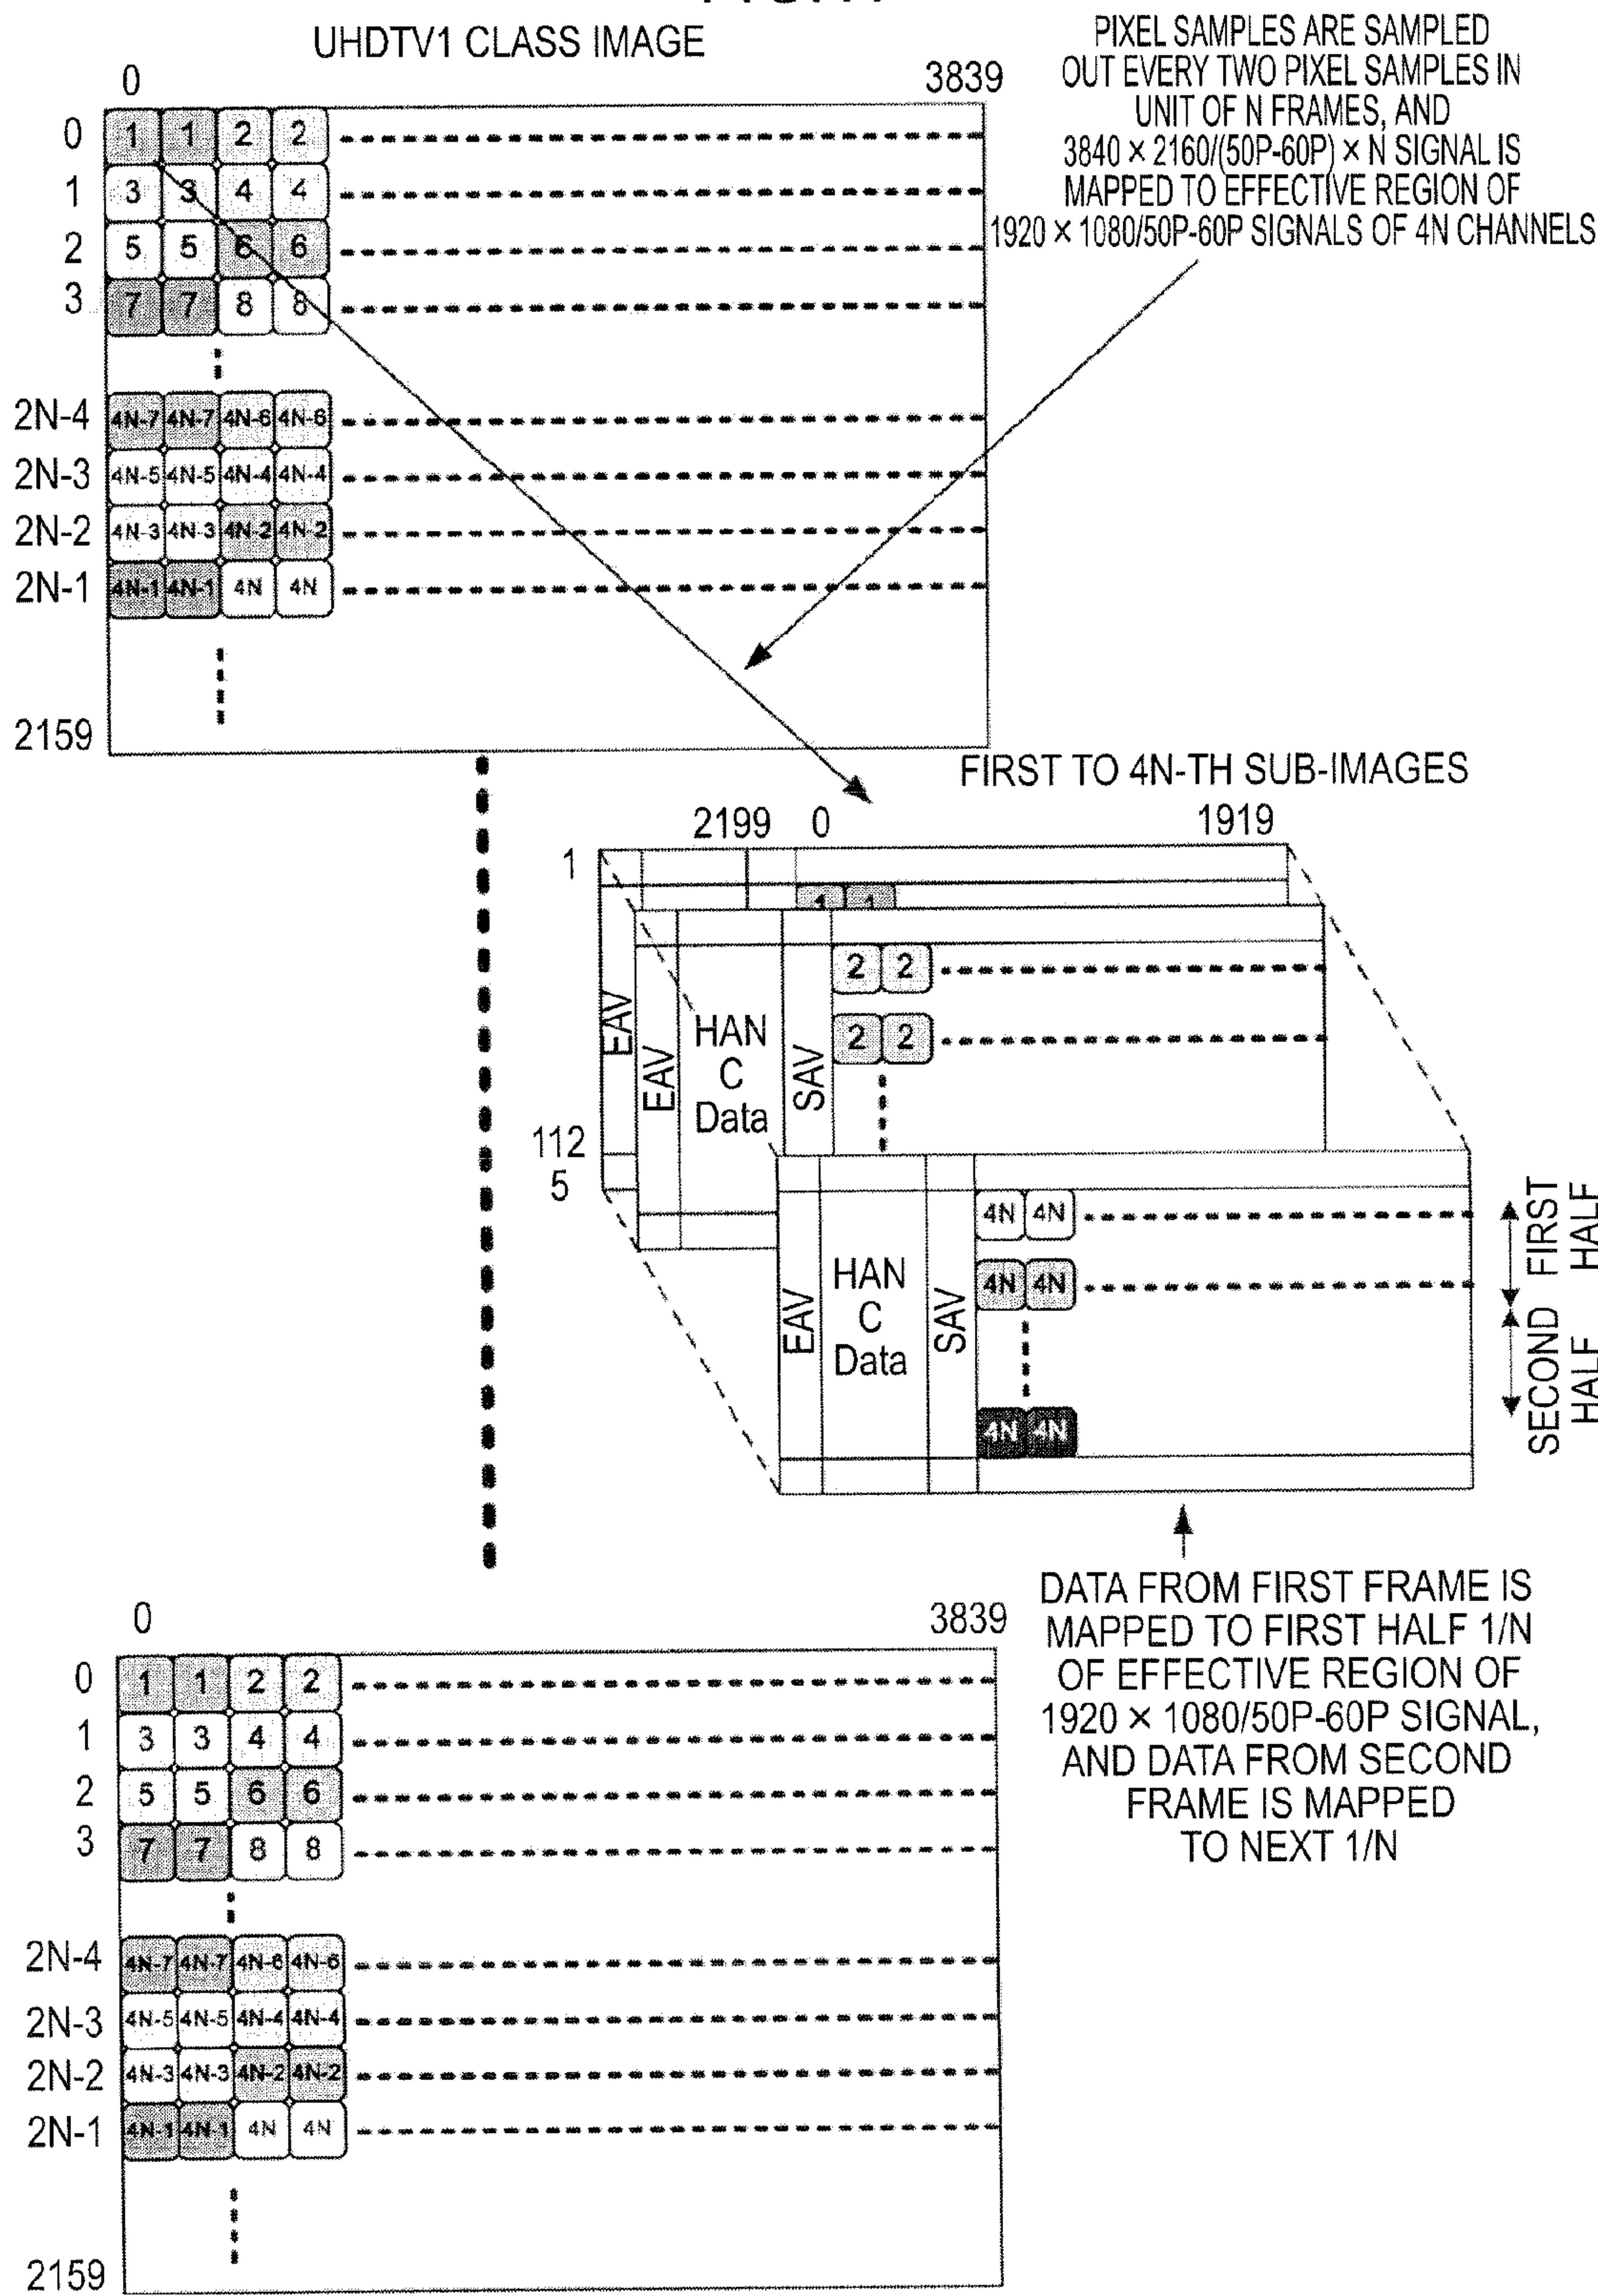 UHDTV1 CLASS IMAGE
PIXEL SAMPLES ARE SAMPLED
OUT EVERY TWO PIXEL SAMPLES IN
UNIT OF N FRAMES, AND
3840 × 2160/(50P-60P) × N SIGNAL IS
MAPPED TO EFFECTIVE REGION OF
1920 × 1080/50P-60P SIGNALS OF 4N CHANNELS
0 3839
0 1 1 2 2
1 3 3 4 4
2 5 5 6 6
3 7 7 8 8
2N-4 4N-7 4N-7 4N-6 4N-6
2N-3 4N-5 4N-5 4N-4 4N-4
2N-2 4N-3 4N-3 4N-2 4N-2
2N-1 4N-1 4N-1 4N 4N
2159
FIRST TO 4N-TH SUB-IMAGES
2199 0 1919
1
1 1
2 2
2 2
EAV
EAV
HAN
C
Data
SAV
112
5
4N 4N
4N 4N
EAV
HAN
C
Data
SAV
4N 4N
FIRST
HALF
SECOND
HALF
DATA FROM FIRST FRAME IS
MAPPED TO FIRST HALF 1/N
OF EFFECTIVE REGION OF
1920 × 1080/50P-60P SIGNAL,
AND DATA FROM SECOND
FRAME IS MAPPED
TO NEXT 1/N
0 3839
0 1 1 2 2
1 3 3 4 4
2 5 5 6 6
3 7 7 8 8
2N-4 4N-7 4N-7 4N-6 4N-6
2N-3 4N-5 4N-5 4N-4 4N-4
2N-2 4N-3 4N-3 4N-2 4N-2
2N-1 4N-1 4N-1 4N 4N
2159